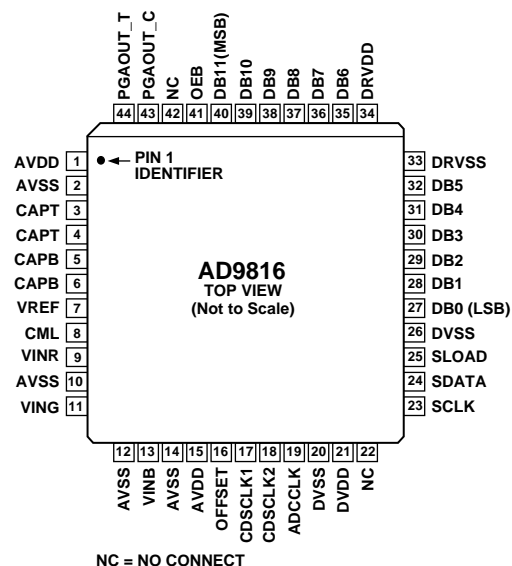 PGAOUT_T
PGAOUT_C
NC
OEB
DB11(MSB)
DB10
DB9
DB8
DB7
DB6
DRVDD
44 43 42 41 40 39 38 37 36 35 34
AVDD 1
AVSS 2
CAPT 3
CAPT 4
CAPB 5
CAPB 6
VREF 7
CML 8
VINR 9
AVSS 10
VING 11
PIN 1
IDENTIFIER
AD9816
TOP VIEW
(Not to Scale)
33 DRVSS
32 DB5
31 DB4
30 DB3
29 DB2
28 DB1
27 DB0 (LSB)
26 DVSS
25 SLOAD
24 SDATA
23 SCLK
12 13 14 15 16 17 18 19 20 21 22
AVSS
VINB
AVSS
AVDD
OFFSET
CDSCLK1
CDSCLK2
ADCCLK
DVSS
DVDD
NC
NC = NO CONNECT